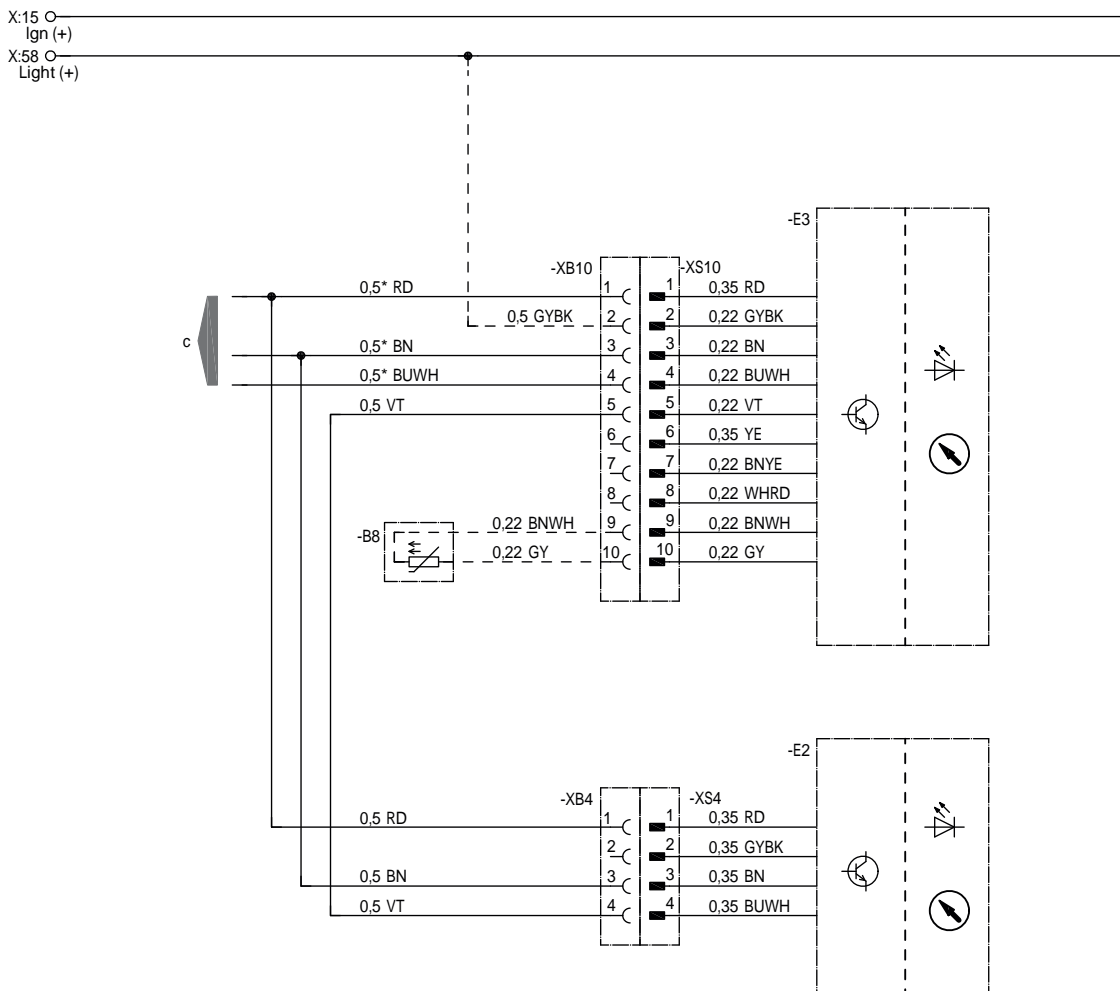 X:15
Ign (+)
X:58
Light (+)
-E3
-XB10
-XS10
1
1
0,5* RD
0,35 RD
2
2
0,5 GYBK
0,22 GYBK
3
3
0,5* BN
0,22 BN
c
4
4
0,5* BUWH
0,22 BUWH
5
5
0,5 VT
0,22 VT
6
6
0,35 YE
7
7
0,22 BNYE
8
8
0,22 WHRD
9
9
0,22 BNWH
0,22 BNWH
-B8
10
10
0,22 GY
0,22 GY
-E2
-XB4
-XS4
1
1
0,5 RD
0,35 RD
2
2
0,35 GYBK
3
3
0,5 BN
0,35 BN
4
4
0,5 VT
0,35 BUWH